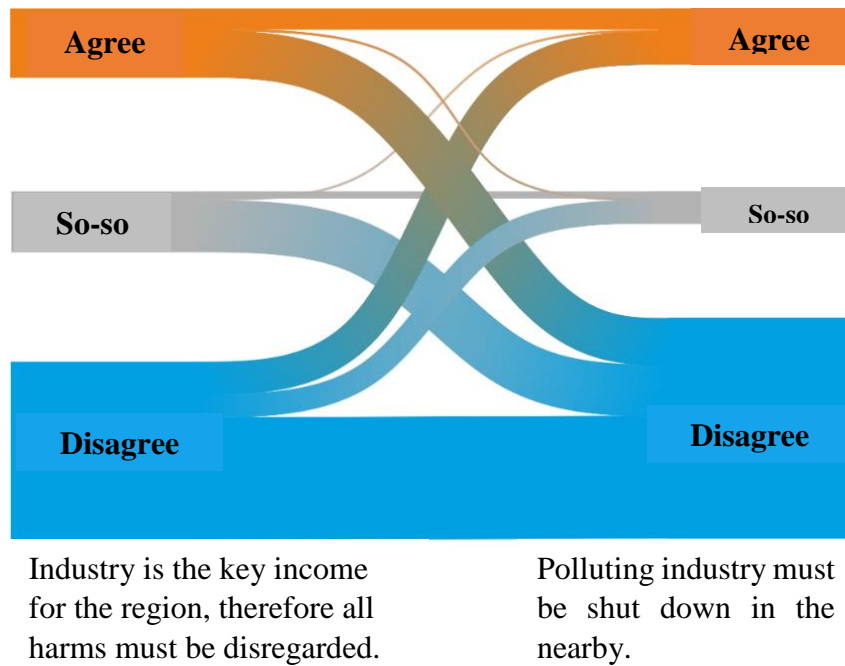 Agree
Agree
So-so
So-so
Disagree
Disagree
Industry is the key income
for the region, therefore all
harms must be disregarded.
Polluting industry must
be shut down in the
nearby.